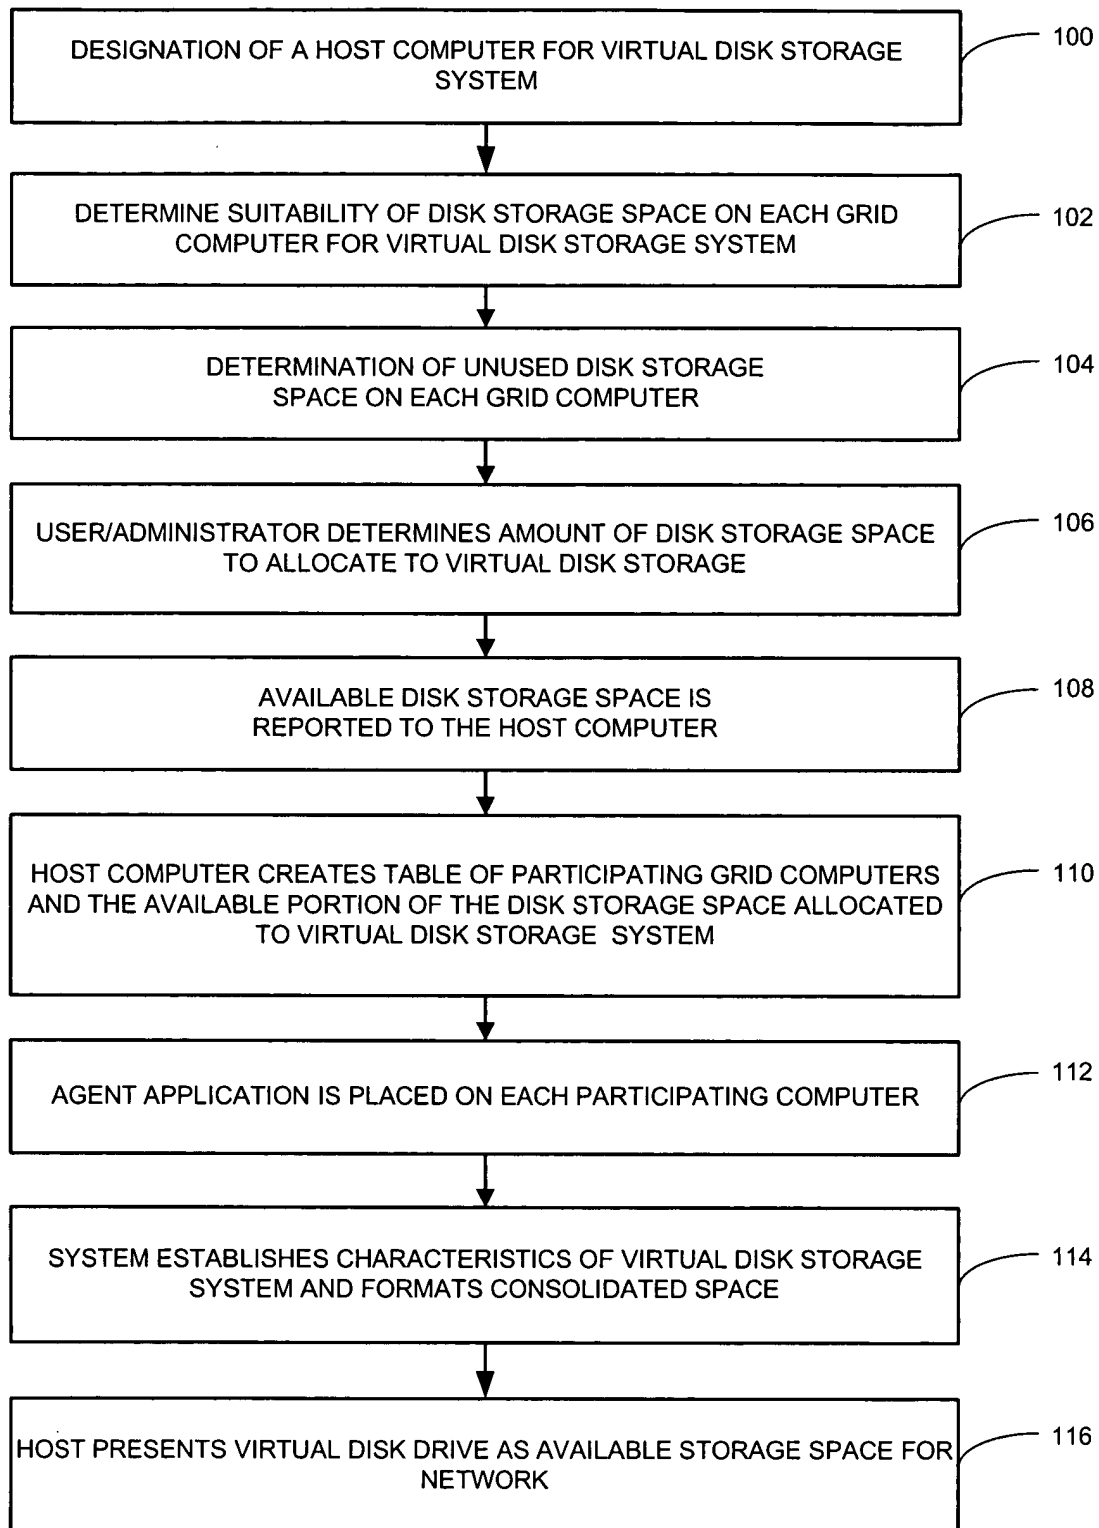 DESIGNATION OF A HOST COMPUTER FOR VIRTUAL DISK STORAGE
SYSTEM
100
DETERMINE SUITABILITY OF DISK STORAGE SPACE ON EACH GRID
COMPUTER FOR VIRTUAL DISK STORAGE SYSTEM
102
DETERMINATION OF UNUSED DISK STORAGE
SPACE ON EACH GRID COMPUTER
104
USER/ADMINISTRATOR DETERMINES AMOUNT OF DISK STORAGE SPACE
TO ALLOCATE TO VIRTUAL DISK STORAGE
106
AVAILABLE DISK STORAGE SPACE IS
REPORTED TO THE HOST COMPUTER
108
HOST COMPUTER CREATES TABLE OF PARTICIPATING GRID COMPUTERS
AND THE AVAILABLE PORTION OF THE DISK STORAGE SPACE ALLOCATED
TO VIRTUAL DISK STORAGE SYSTEM
110
AGENT APPLICATION IS PLACED ON EACH PARTICIPATING COMPUTER
112
SYSTEM ESTABLISHES CHARACTERISTICS OF VIRTUAL DISK STORAGE
SYSTEM AND FORMATS CONSOLIDATED SPACE
114
HOST PRESENTS VIRTUAL DISK DRIVE AS AVAILABLE STORAGE SPACE FOR
NETWORK
116